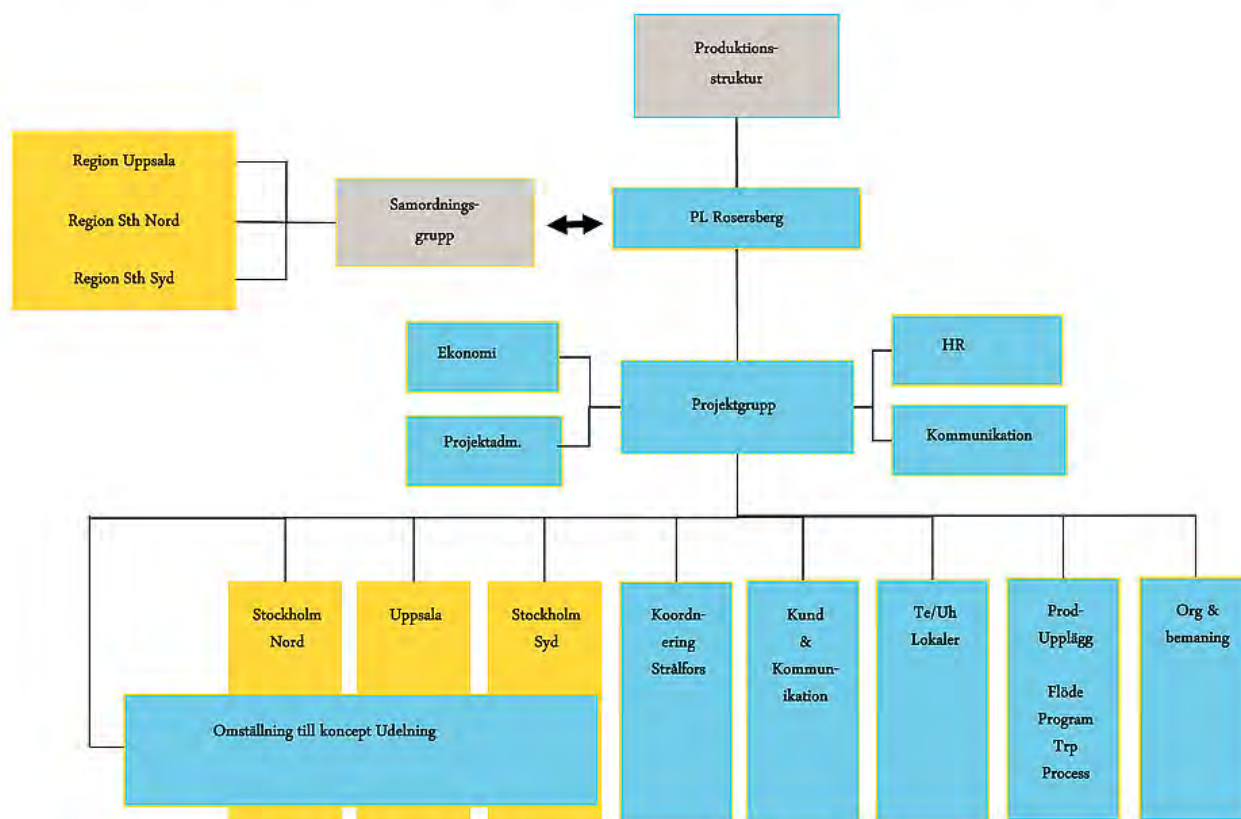 Produktions-
struktur
Region Uppsala
Region Sth Nord
Region Sth Syd
Samordnings-
grupp
PL Rosersberg
Ekonomi
HR
Projektgrupp
Projektadm.
Kommunikation
Stockholm
Nord
Uppsala
Stockholm
Syd
Koordn-
ering
Strålfors
Kund
&
Kommun-
ikation
Te/Uh
Lokaler
Prod-
Upplägg
Flöde
Program
Trp
Process
Org &
bemaning
Omställning till koncept Udelning